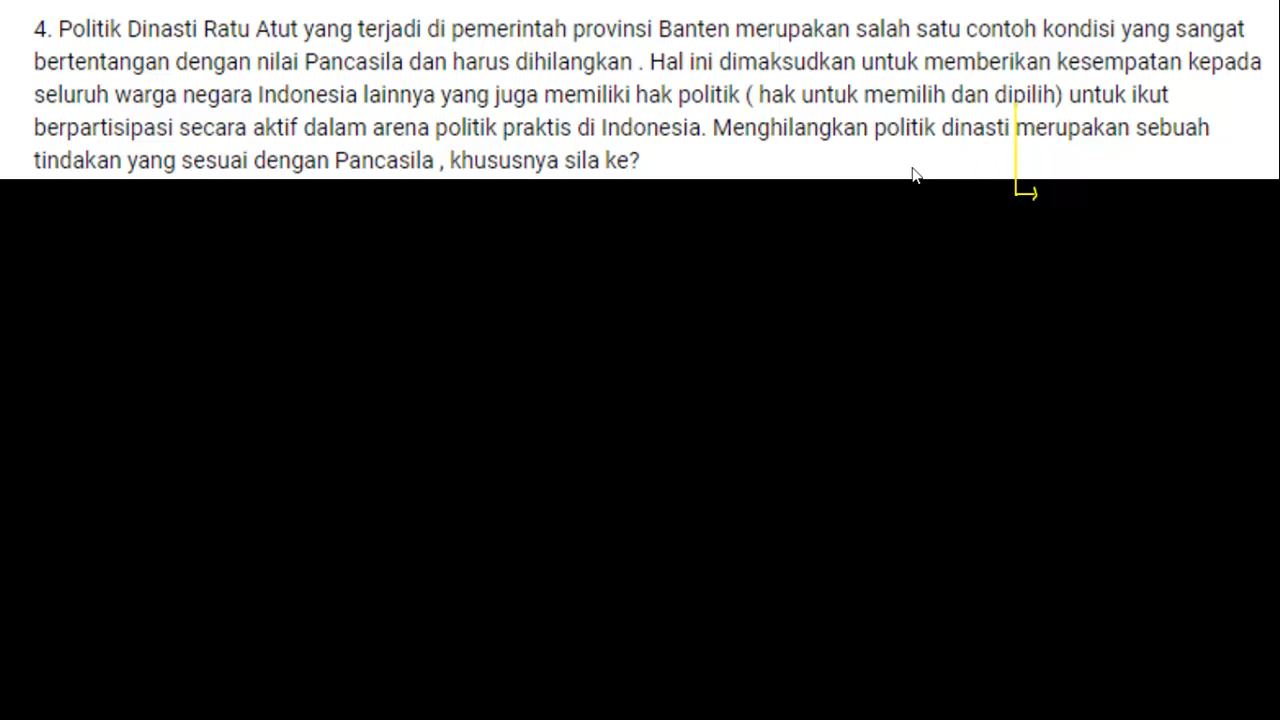 4. Politik Dinasti Ratu Atut yang terjadi di pemerintah provinsi Banten merupakan salah satu contoh kondisi yang sangat
bertentangan dengan nilai Pancasila dan harus dihilangkan . Hal ini dimaksudkan untuk memberikan kesempatan kepada
seluruh warga negara Indonesia lainnya yang juga memiliki hak politik ( hak untuk memilih dan dipilih) untuk ikut
berpartisipasi secara aktif dalam arena politik praktis di Indonesia. Menghilangkan politik dinasti merupakan sebuah
tindakan yang sesuai dengan Pancasila , khususnya sila ke?